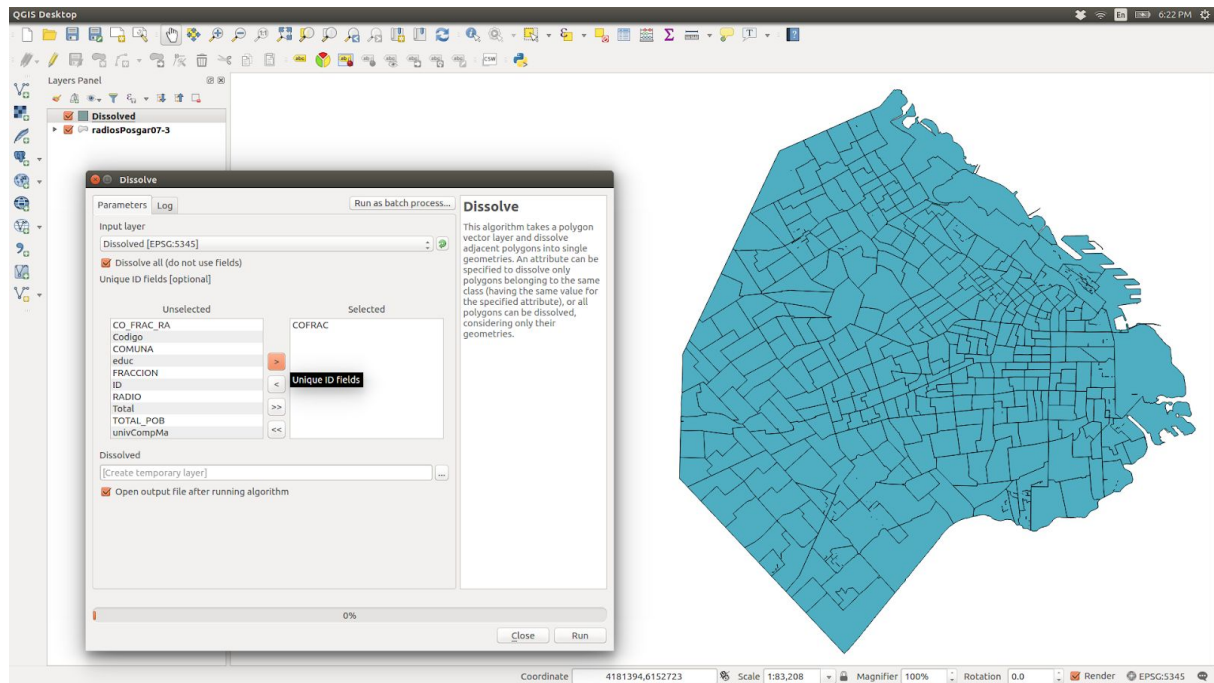 QGIS Desktop
En
6:22 PM
Layers Panel
Dissolved
radiosPosgar07-3
Dissolve
Parameters
Log
Run as batch process...
Input layer
Dissolved [EPSG:5345]
Dissolve all (do not use fields)
Unique ID fields [optional]
Unselected
Selected
CO_FRAC_RA
Codigo
COMUNA
educ
FRACCION
ID
RADIO
Total
TOTAL_POB
univCompMa
>
<
>>
<<
COFRAC
Unique ID fields
Dissolved
[Create temporary layer]
...
Open output file after running algorithm
Dissolve
This algorithm takes a polygon
vector layer and dissolve
adjacent polygons into single
geometries. An attribute can be
specified to dissolve only
polygons belonging to the same
class (having the same value for
the specified attribute), or all
polygons can be dissolved,
considering only their
geometries.
0%
Close
Run
Coordinate
4181394,6152723
Scale
1:83,208
Magnifier
100%
Rotation
0.0
Render
EPSG:5345